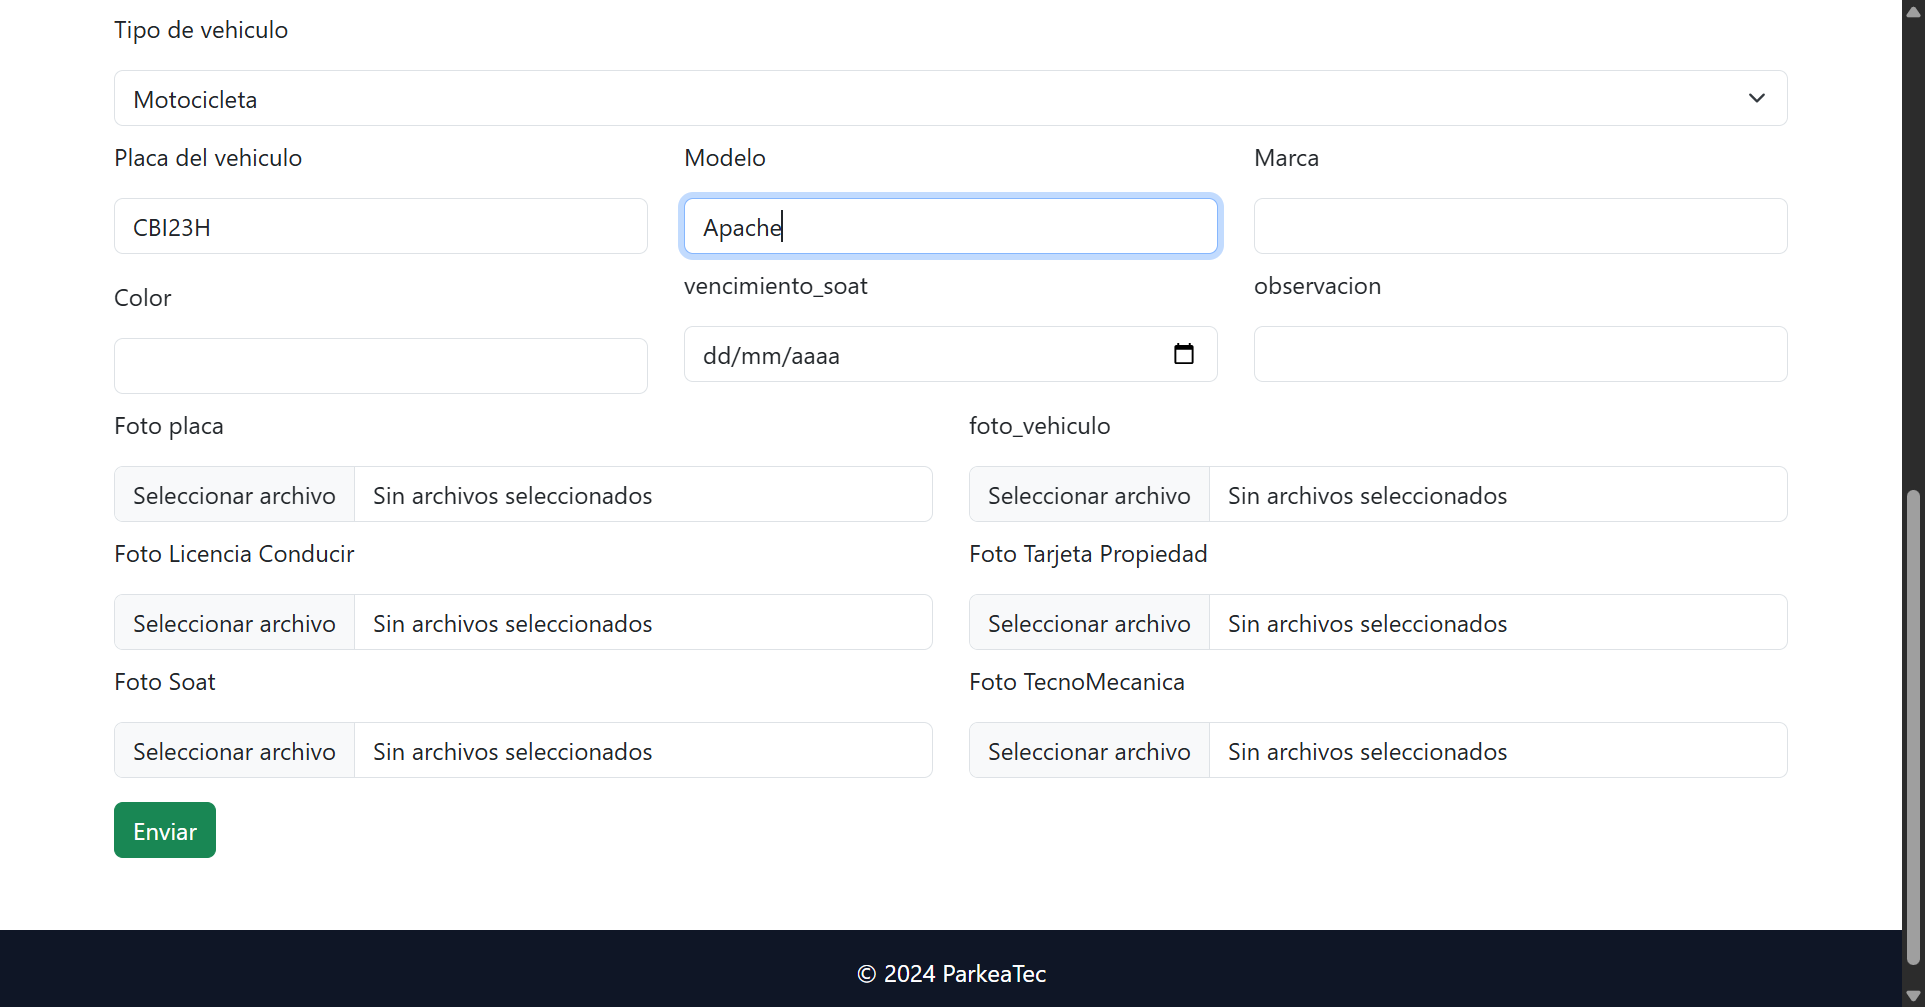 Tipo de vehiculo
Motocicleta
Placa del vehiculo
Modelo
Marca
CBI23H
Apache
Color
vencimiento_soat
observacion
dd/mm/aaaa
Foto placa
foto_vehiculo
Seleccionar archivo Sin archivos seleccionados
Seleccionar archivo Sin archivos seleccionados
Foto Licencia Conducir
Foto Tarjeta Propiedad
Seleccionar archivo Sin archivos seleccionados
Seleccionar archivo Sin archivos seleccionados
Foto Soat
Foto TecnoMecanica
Seleccionar archivo Sin archivos seleccionados
Seleccionar archivo Sin archivos seleccionados
Enviar
© 2024 ParkeaTec